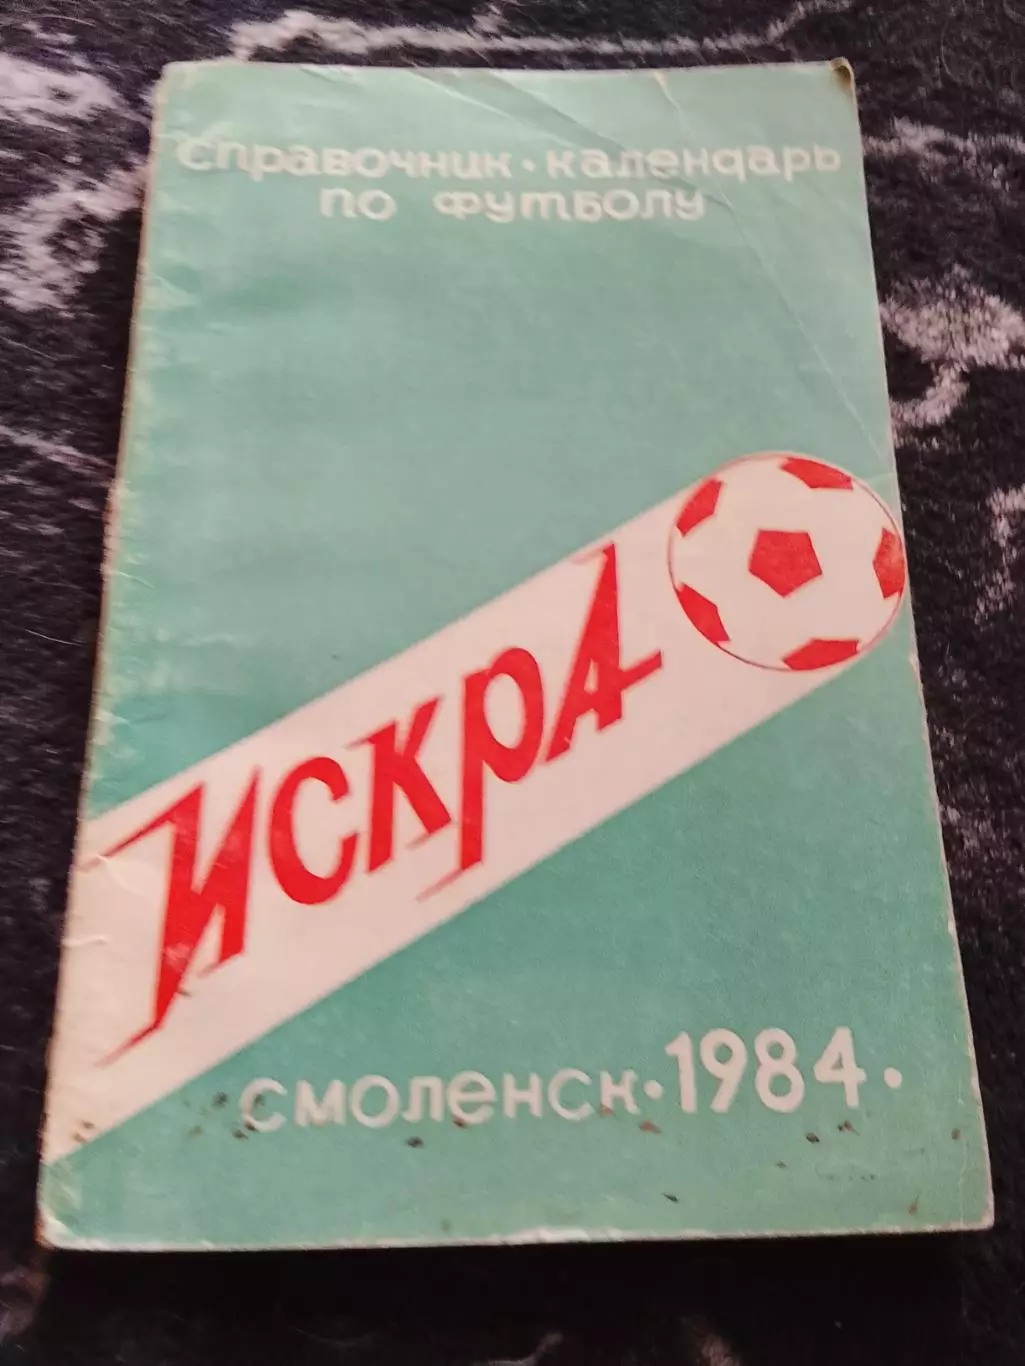 Справочник · календарь
по футболу
ИСКРА
Смоленск · 1984 ·